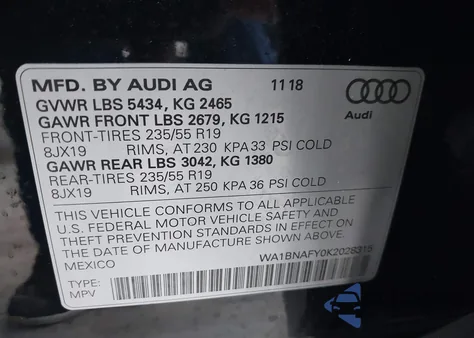 MFD. BY AUDI AG 11 18
GVWR LBS 5434, KG 2465
GAWR FRONT LBS 2679, KG 1215
FRONT-TIRES 235/55 R19
8JX19 RIMS, AT 230 KPA 33 PSI COLD
GAWR REAR LBS 3042, KG 1380
REAR-TIRES 235/55 R19
8JX19 RIMS, AT 250 KPA 36 PSI COLD
THIS VEHICLE CONFORMS TO ALL APPLICABLE
U.S. FEDERAL MOTOR VEHICLE SAFETY AND
THEFT PREVENTION STANDARDS IN EFFECT ON
THE DATE OF MANUFACTURE SHOWN ABOVE.
MEXICO
WA1BNAFY0K2028315
TYPE:
MPV
Audi